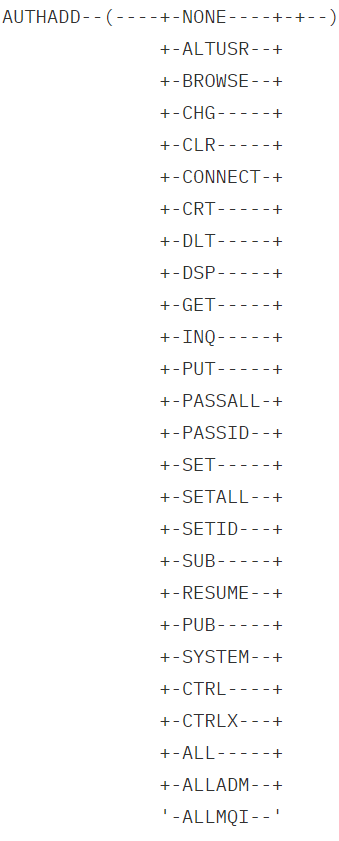 AUTHADD--(----+-NONE----+-+--)
              +-ALTUSR--+
              +-BROWSE--+
              +-CHG-----+
              +-CLR-----+
              +-CONNECT-+
              +-CRT-----+
              +-DLT-----+
              +-DSP-----+
              +-GET-----+
              +-INQ-----+
              +-PUT-----+
              +-PASSALL-+
              +-PASSID--+
              +-SET-----+
              +-SETALL--+
              +-SETID---+
              +-SUB-----+
              +-RESUME--+
              +-PUB-----+
              +-SYSTEM--+
              +-CTRL----+
              +-CTRLX---+
              +-ALL-----+
              +-ALLADM--+
              '-ALLMQI--'